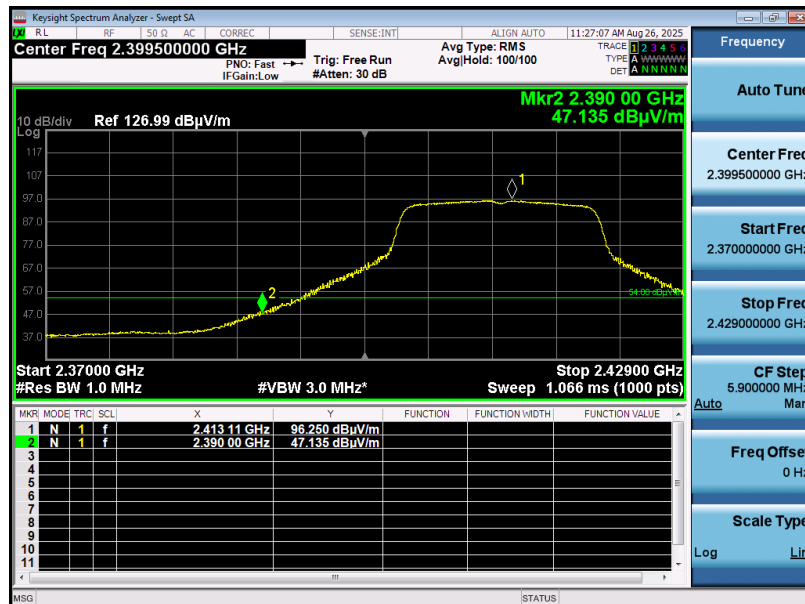 Keysight Spectrum Analyzer - Swept SA
RL RF 50 Ω AC CORREC SENSE:INT ALIGN AUTO 11:27:07 AM Aug 26, 2025
Center Freq 2.399500000 GHz
PNO: Fast
IFGain:Low
Trig: Free Run
#Atten: 30 dB
Avg Type: RMS
Avg|Hold: 100/100
TRACE 1 2 3 4 5 6
TYPE A WWWWW
DET A N N N N N
Mkr2 2.390 00 GHz
47.135 dBµV/m
10 dB/div Ref 126.99 dBµV/m
Log
117
107
97.0
87.0
77.0
67.0
57.0
47.0
37.0
1
2
54.00 dBµV/m
Start 2.37000 GHz Stop 2.42900 GHz
#Res BW 1.0 MHz #VBW 3.0 MHz* Sweep 1.066 ms (1000 pts)
MKR MODE TRC SCL X Y FUNCTION FUNCTION WIDTH FUNCTION VALUE
1 N 1 f 2.413 11 GHz 96.250 dBµV/m
2 N 1 f 2.390 00 GHz 47.135 dBµV/m
3
4
5
6
7
8
9
10
11
MSG STATUS
Frequency
Auto Tune
Center Freq
2.399500000 GHz
Start Freq
2.370000000 GHz
Stop Freq
2.429000000 GHz
CF Step
5.900000 MHz
Auto Man
Freq Offset
0 Hz
Scale Type
Log Lin